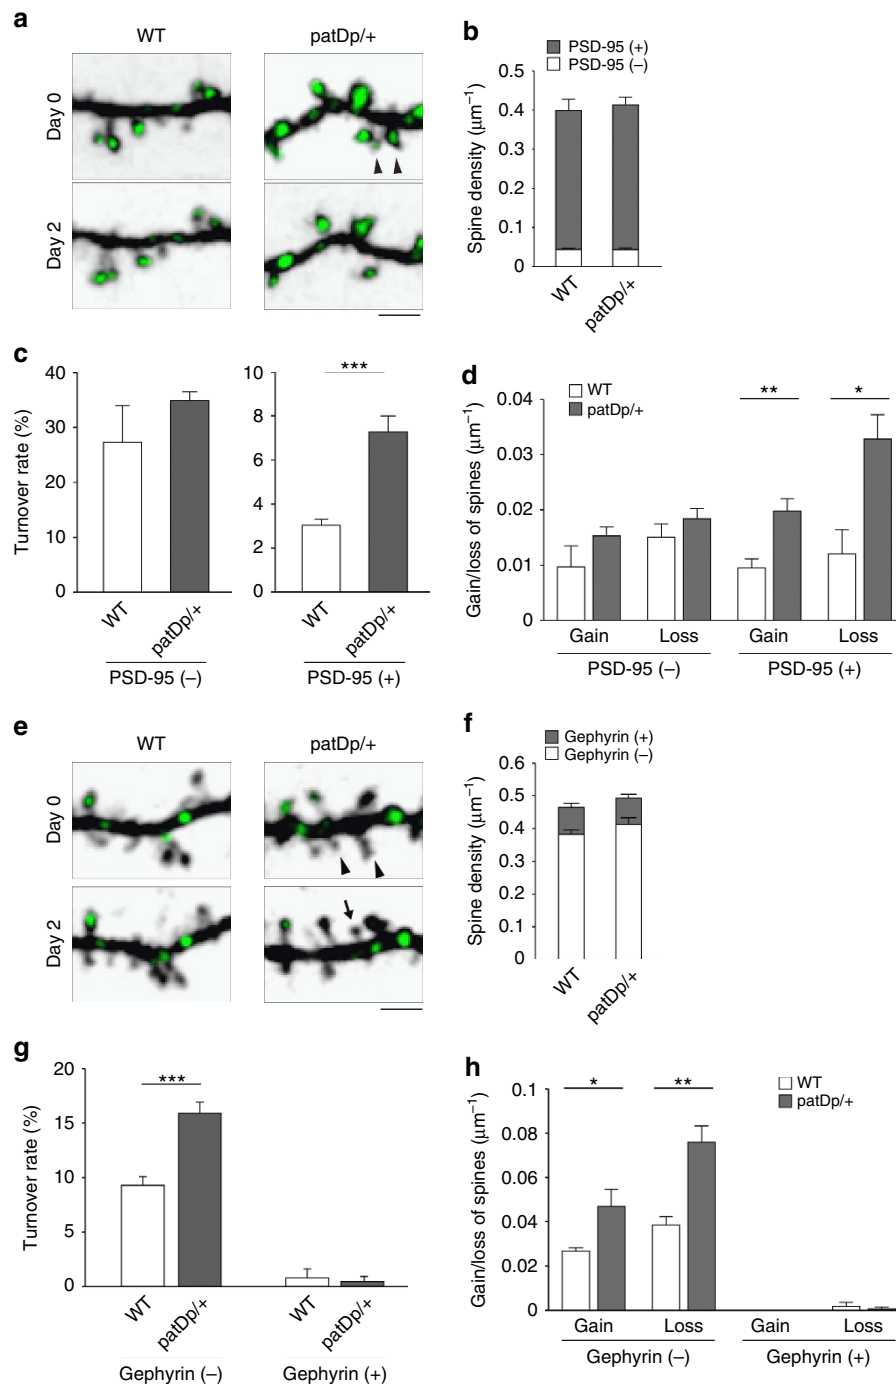 a
WT
patDp/+
Day 0
Day 2
b
PSD-95 (+)
PSD-95 (–)
Spine density (μm⁻¹)
0.5
0.4
0.3
0.2
0.1
0
WT
patDp/+
c
Turnover rate (%)
40
30
20
10
0
WT
patDp/+
PSD-95 (–)
10
8
6
4
2
0
***
WT
patDp/+
PSD-95 (+)
d
WT
patDp/+
Gain/loss of spines (μm⁻¹)
0.04
0.03
0.02
0.01
0
**
*
Gain
Loss
Gain
Loss
PSD-95 (–)
PSD-95 (+)
e
WT
patDp/+
Day 0
Day 2
f
Gephyrin (+)
Gephyrin (–)
Spine density (μm⁻¹)
0.6
0.5
0.4
0.3
0.2
0.1
0
WT
patDp/+
g
Turnover rate (%)
20
15
10
5
0
***
WT
patDp/+
WT
patDp/+
Gephyrin (–)
Gephyrin (+)
h
WT
patDp/+
Gain/loss of spines (μm⁻¹)
0.1
0.08
0.06
0.04
0.02
0
*
**
Gain
Loss
Gain
Loss
Gephyrin (–)
Gephyrin (+)